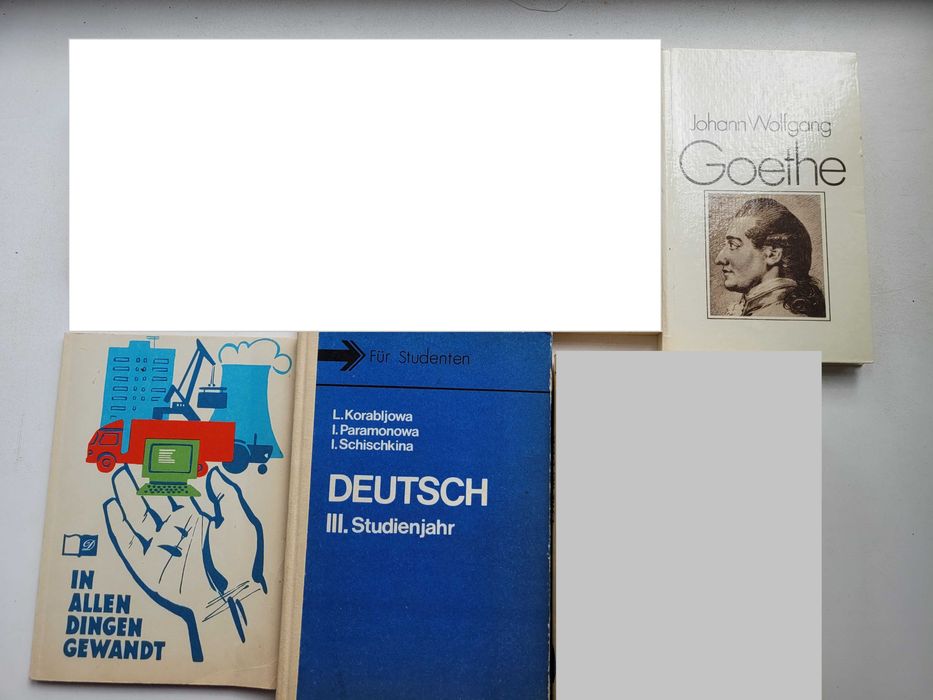 Johann Wolfgang
Goethe
IN
ALLEN
DINGEN
GEWANDT
Für Studenten
L. Korabljowa
I. Paramonowa
I. Schischkina
DEUTSCH
III. Studienjahr